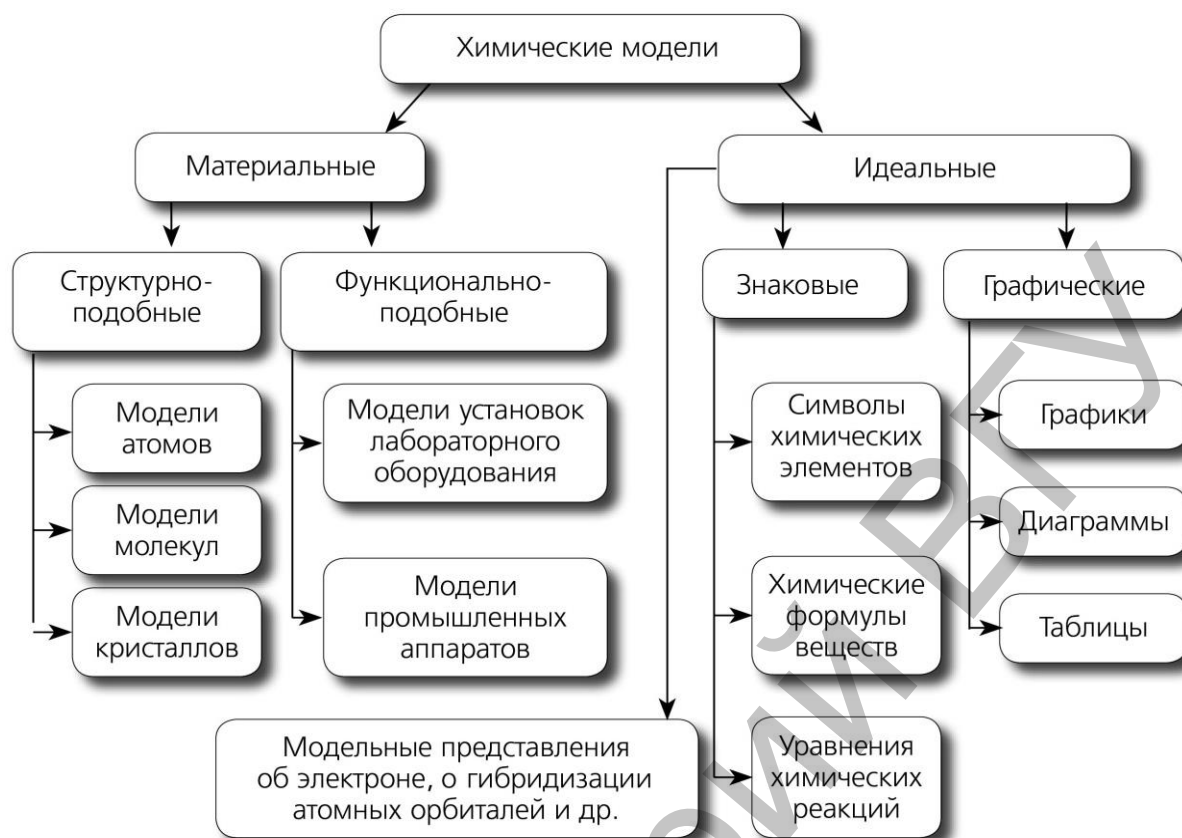 Химические модели
Материальные
Идеальные
Структурно-
подобные
Функционально-
подобные
Знаковые
Графические
Модели
атомов
Модели
молекул
Модели
кристаллов
Модели установок
лабораторного
оборудования
Модели
промышленных
аппаратов
Символы
химических
элементов
Химические
формулы
веществ
Уравнения
химических
реакций
Графики
Диаграммы
Таблицы
Модельные представления
об электроне, о гибридизации
атомных орбиталей и др.
ВГУ